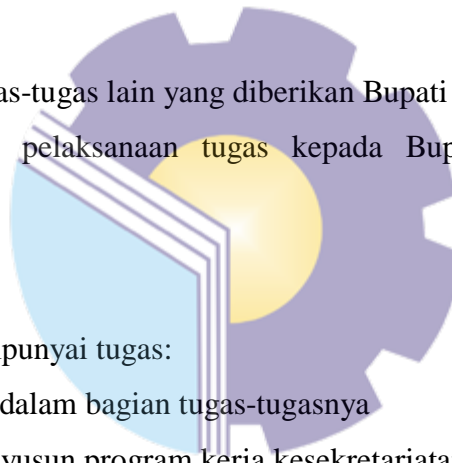 as-tugas lain yang diberikan Bupati
pelaksanaan tugas kepada Bup
punyai tugas:
dalam bagian tugas-tugasnya
yusun program kerja kesekretariata